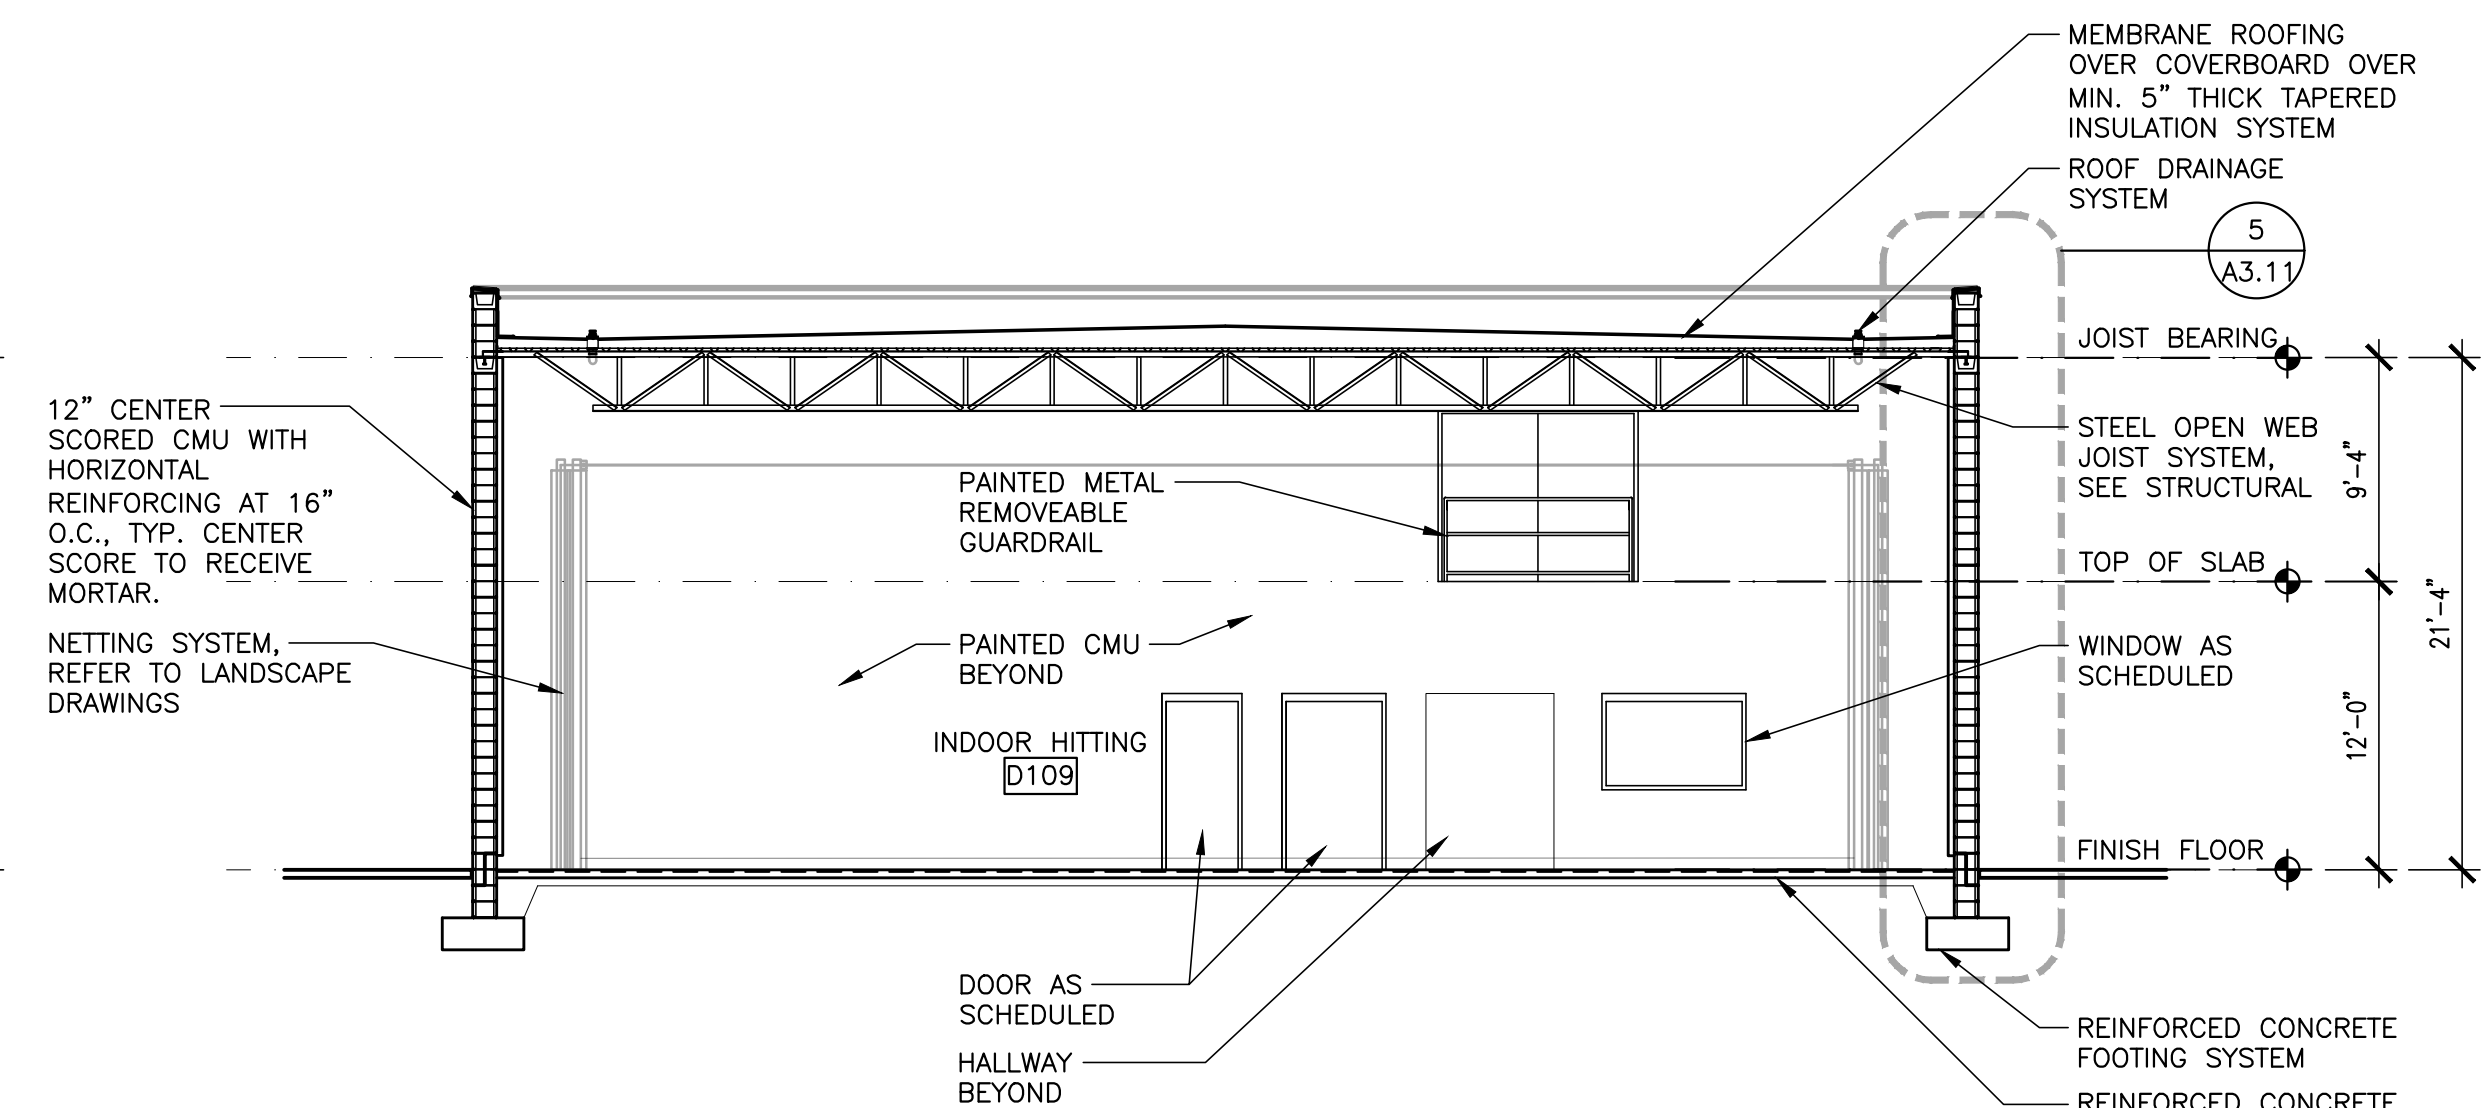 MEMBRANE ROOFING
OVER COVERBOARD OVER
MIN. 5” THICK TAPERED
INSULATION SYSTEM
ROOF DRAINAGE
SYSTEM
5
A3.11
JOIST BEARING
12” CENTER
SCORED CMU WITH
HORIZONTAL
REINFORCING AT 16”
O.C., TYP. CENTER
SCORE TO RECEIVE
MORTAR.
NETTING SYSTEM,
REFER TO LANDSCAPE
DRAWINGS
PAINTED METAL
REMOVEABLE
GUARDRAIL
PAINTED CMU
BEYOND
INDOOR HITTING
D109
STEEL OPEN WEB
JOIST SYSTEM,
SEE STRUCTURAL
9’-4”
TOP OF SLAB
21’-4”
WINDOW AS
SCHEDULED
12’-0”
FINISH FLOOR
DOOR AS
SCHEDULED
HALLWAY
BEYOND
REINFORCED CONCRETE
FOOTING SYSTEM
REINFORCED CONCRETE